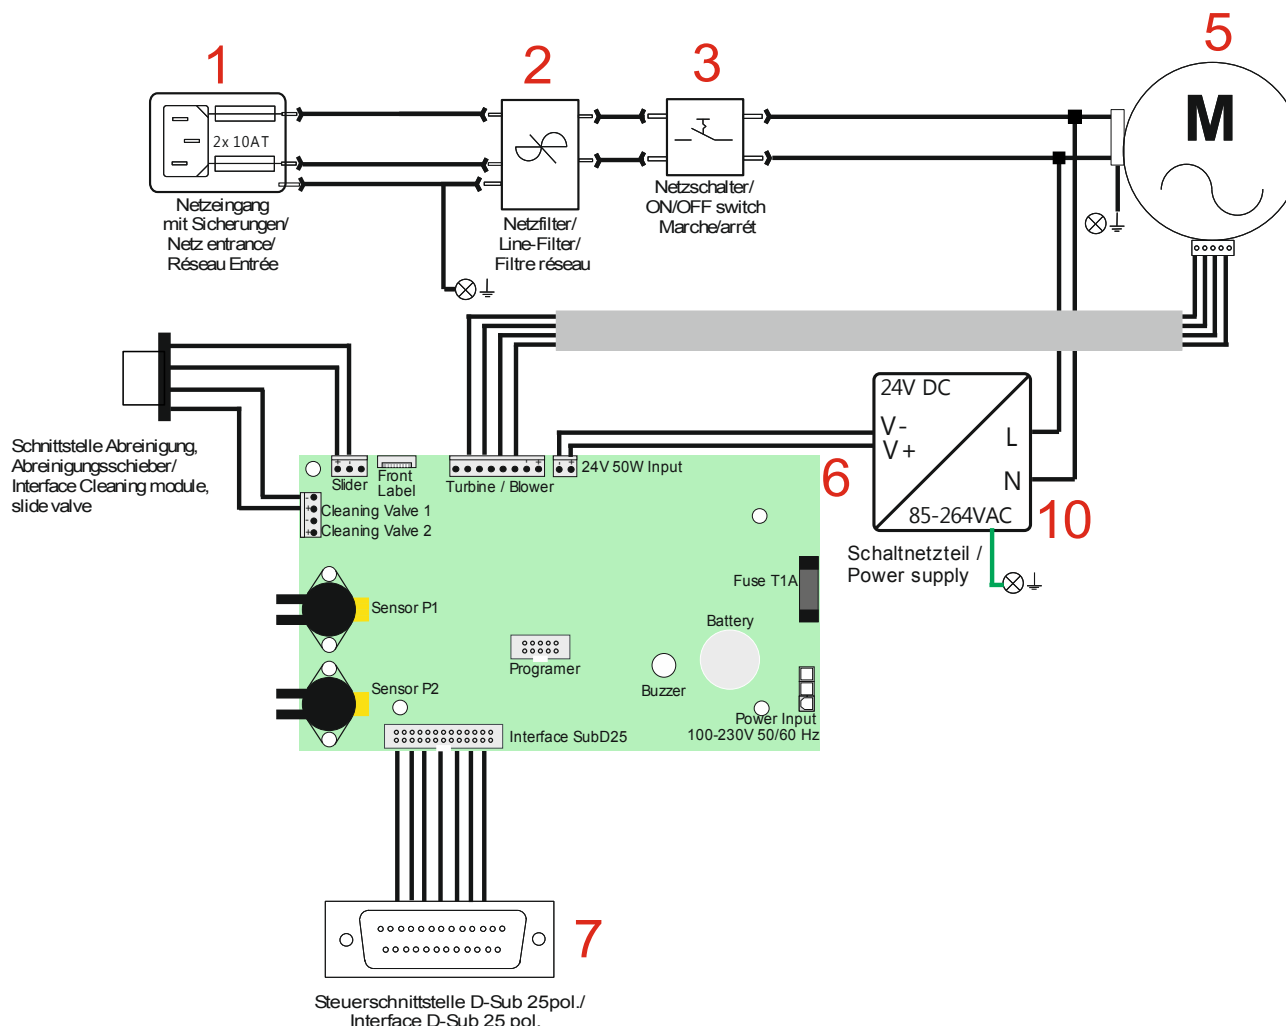 1
2
3
5
M
2x 10AT
Netzeingang
mit Sicherungen/
Netz entrance/
Réseau Entrée
Netzfilter/
Line-Filter/
Filtre réseau
Netzschalter/
ON/OFF switch
Marche/arrét
Schnittstelle Abreinigung,
Abreinigungsschieber/
Interface Cleaning module,
slide valve
24V DC
V-
V+
L
N
85-264VAC
6
10
Schaltnetzteil /
Power supply
Slider
Front
Label
Turbine / Blower
24V 50W Input
Cleaning Valve 1
Cleaning Valve 2
Fuse T1A
Sensor P1
Battery
Programer
Buzzer
Sensor P2
Power Input
100-230V 50/60 Hz
Interface SubD25
7
Steuerschnittstelle D-Sub 25pol./
Interface D-Sub 25 pol.